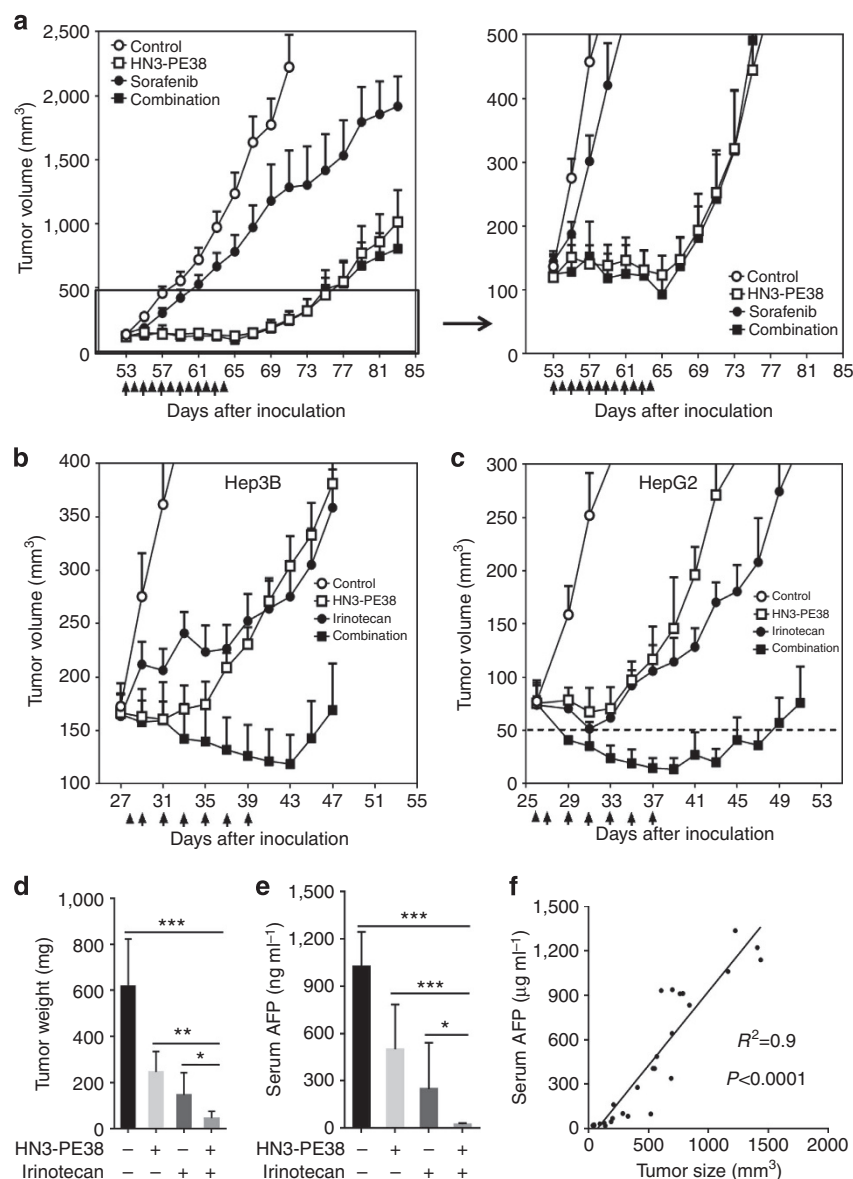 a
2,500
2,000
1,500
1,000
500
0
Tumor volume (mm³)
Control
HN3-PE38
Sorafenib
Combination
53 57 61 65 69 73 77 81 85
Days after inoculation
500
400
300
200
100
0
Control
HN3-PE38
Sorafenib
Combination
53 57 61 65 69 73 77 81 85
Days after inoculation
b
400
350
300
250
200
150
100
Tumor volume (mm³)
Hep3B
Control
HN3-PE38
Irinotecan
Combination
27 31 35 39 43 47 51 55
Days after inoculation
c
300
250
200
150
100
50
0
Tumor volume (mm³)
HepG2
Control
HN3-PE38
Irinotecan
Combination
25 29 33 37 41 45 49 53
Days after inoculation
d
1,000
800
600
400
200
0
Tumor weight (mg)
***
**
*
HN3-PE38 – + – +
Irinotecan – – + +
e
1,500
1,200
900
600
300
0
Serum AFP (ng ml⁻¹)
***
***
*
HN3-PE38 – + – +
Irinotecan – – + +
f
1,500
1,200
900
600
300
0
Serum AFP (µg ml⁻¹)
R²=0.9
P<0.0001
0 500 1000 1500 2000
Tumor size (mm³)